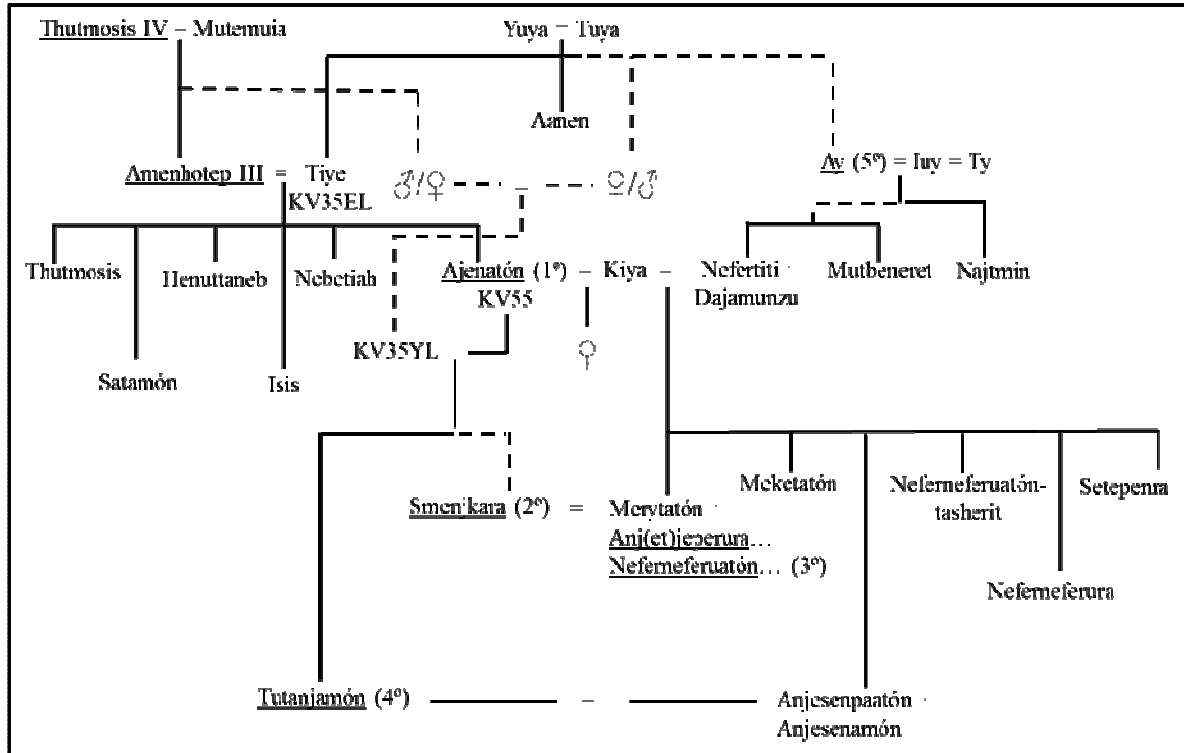 Thutmosis IV – Mutemuia
Yuya – Tuya
Aanen
Amenhotep III = Tiye
KV35EL
♂/♀ – ♀/♂
Ay (5º) = Iuy = Ty
Thutmosis
Henuttaneb
Nebetiah
Ajenatón (1º) – Kiya –
KV55
Nefertiti
Dajamunzu
Mutbeneret
Najtmin
KV35YL
♀
Satamón
Isis
Smenjkara (2º) = Merytatón
Anj(et)jeperura...
Neferneferuatón... (3º)
Meketatón
Neferneferuatón-
tasherit
Setepenra
Neferneferura
Tutanjamón (4º) – Anjesenpaatón
Anjesenamón